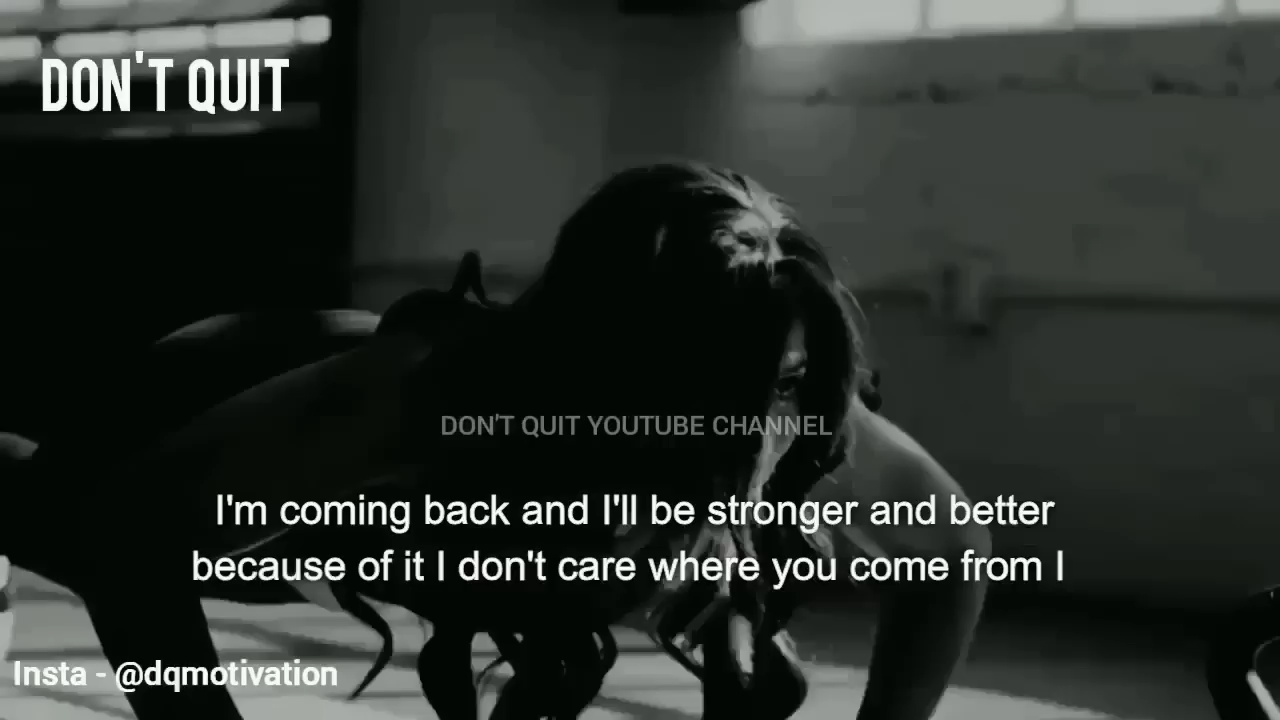 DON'T QUIT
DON'T QUIT YOUTUBE CHANNEL
I'm coming back and I'll be stronger and better
because of it I don't care where you come from I
Insta - @dqmotivation